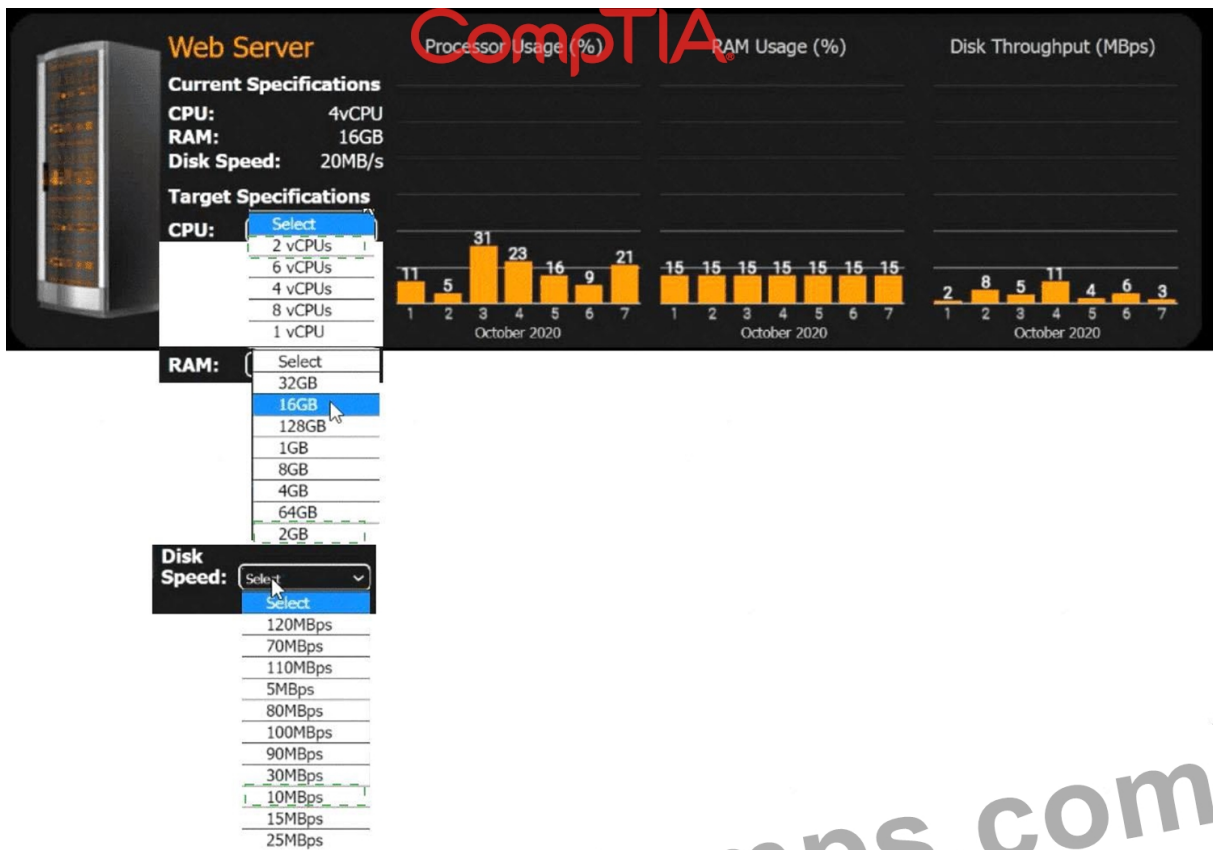 CompTIA®
Web Server
Current Specifications
CPU: 4vCPU
RAM: 16GB
Disk Speed: 20MB/s
Target Specifications
CPU:
Select
2 vCPUs
6 vCPUs
4 vCPUs
8 vCPUs
1 vCPU
Processor Usage (%)
11 5 31 23 16 9 21
1 2 3 4 5 6 7
October 2020
RAM Usage (%)
15 15 15 15 15 15 15
1 2 3 4 5 6 7
October 2020
Disk Throughput (MBps)
2 8 5 11 4 6 3
1 2 3 4 5 6 7
October 2020
RAM:
Select
32GB
16GB
128GB
1GB
8GB
4GB
64GB
2GB
Disk
Speed: Select
Select
120MBps
70MBps
110MBps
5MBps
80MBps
100MBps
90MBps
30MBps
10MBps
15MBps
25MBps